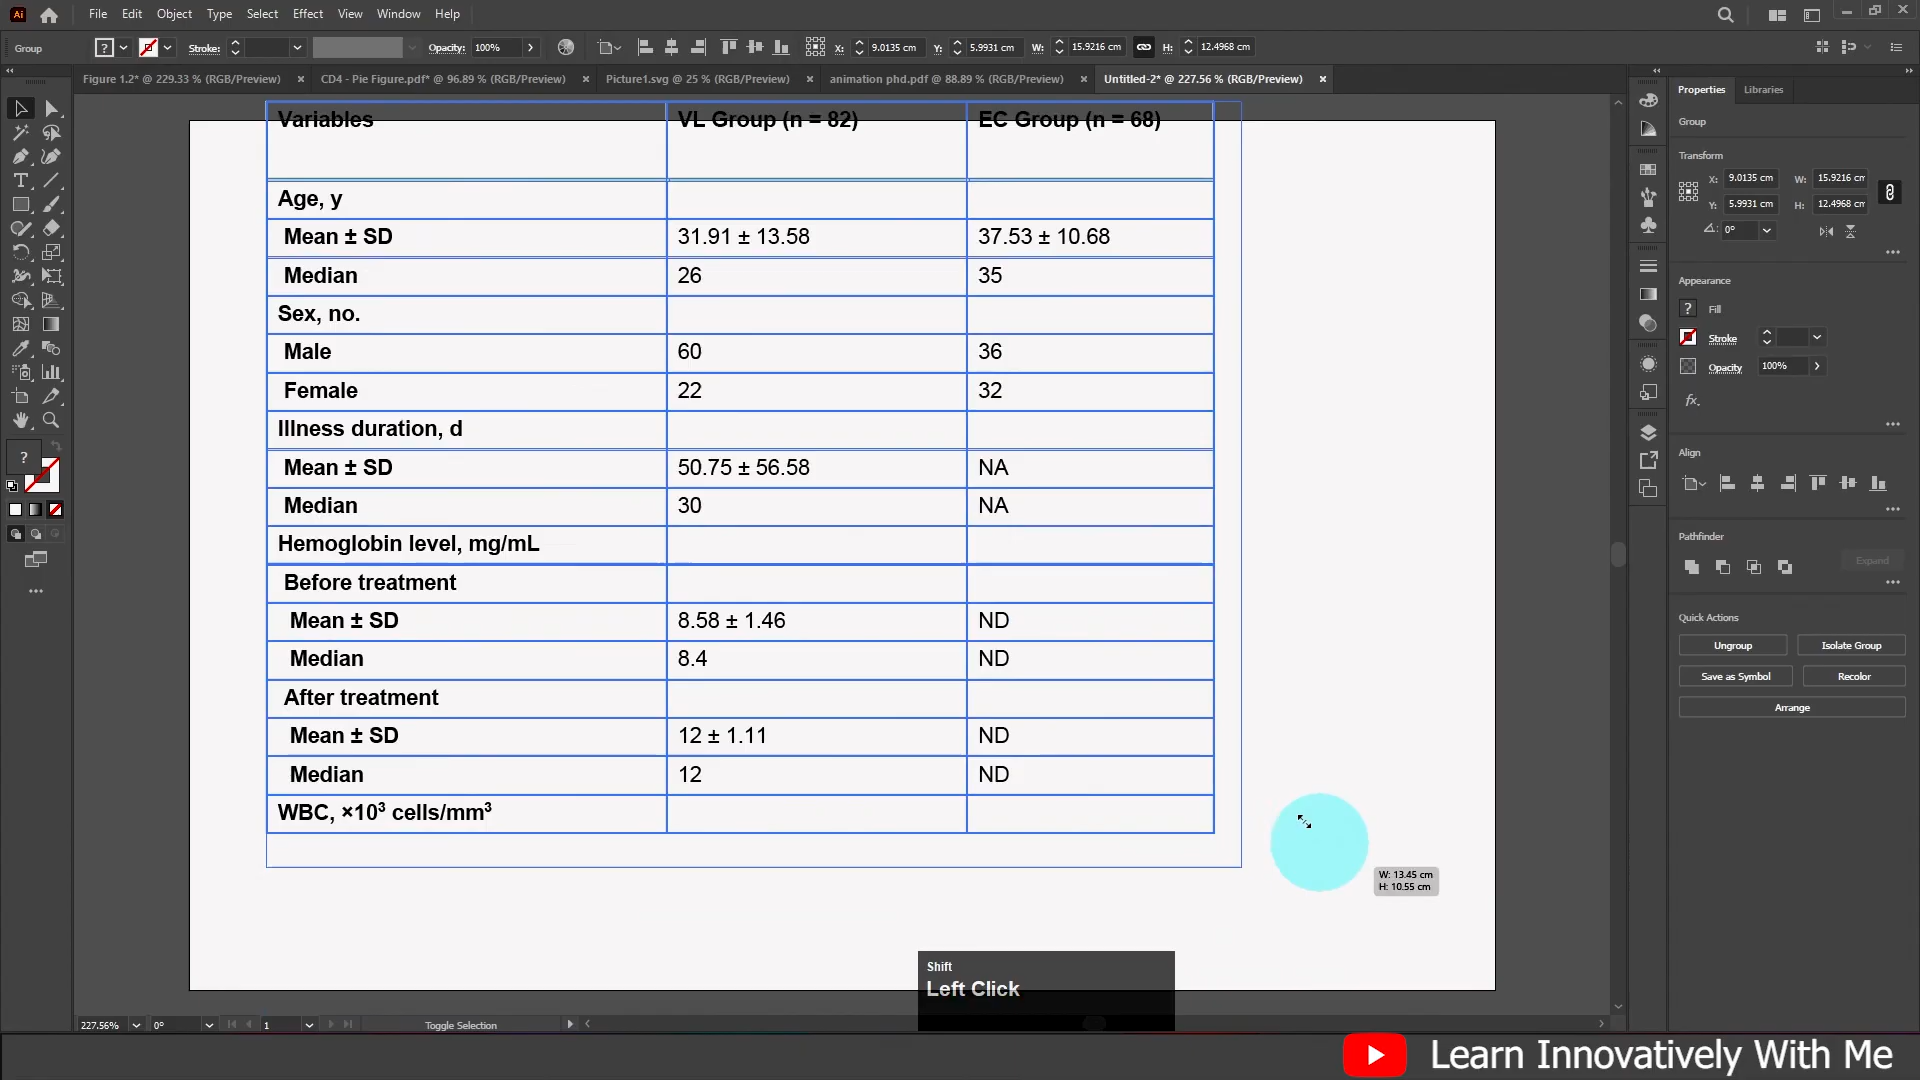 Ai File Edit Object Type Select Effect View Window Help
Group ? Stroke: Opacity: 100% X: 9.0135 cm Y: 5.9931 cm W: 15.9216 cm H: 12.4968 cm
Figure 1.2* @ 229.33 % (RGB/Preview) × CD4 - Pie Figure.pdf* @ 96.89 % (RGB/Preview) × Picture1.svg @ 25 % (RGB/Preview) × animation phd.pdf @ 88.89 % (RGB/Preview) × Untitled-2* @ 227.56 % (RGB/Preview) ×
Variables VL Group (n = 82) EC Group (n = 68)
Age, y
Mean ± SD 31.91 ± 13.58 37.53 ± 10.68
Median 26 35
Sex, no.
Male 60 36
Female 22 32
Illness duration, d
Mean ± SD 50.75 ± 56.58 NA
Median 30 NA
Hemoglobin level, mg/mL
Before treatment
Mean ± SD 8.58 ± 1.46 ND
Median 8.4 ND
After treatment
Mean ± SD 12 ± 1.11 ND
Median 12 ND
WBC, ×10³ cells/mm³
W: 13.45 cm
H: 10.55 cm
Shift
Left Click
Properties Libraries
Group
Transform
X: 9.0135 cm W: 15.9216 cm
Y: 5.9931 cm H: 12.4968 cm
0°
Appearance
? Fill
Stroke
Opacity 100%
fx.
Align
Pathfinder
Expand
Quick Actions
Ungroup Isolate Group
Save as Symbol Recolor
Arrange
?
227.56% 0° 1 Toggle Selection
Learn Innovatively With Me